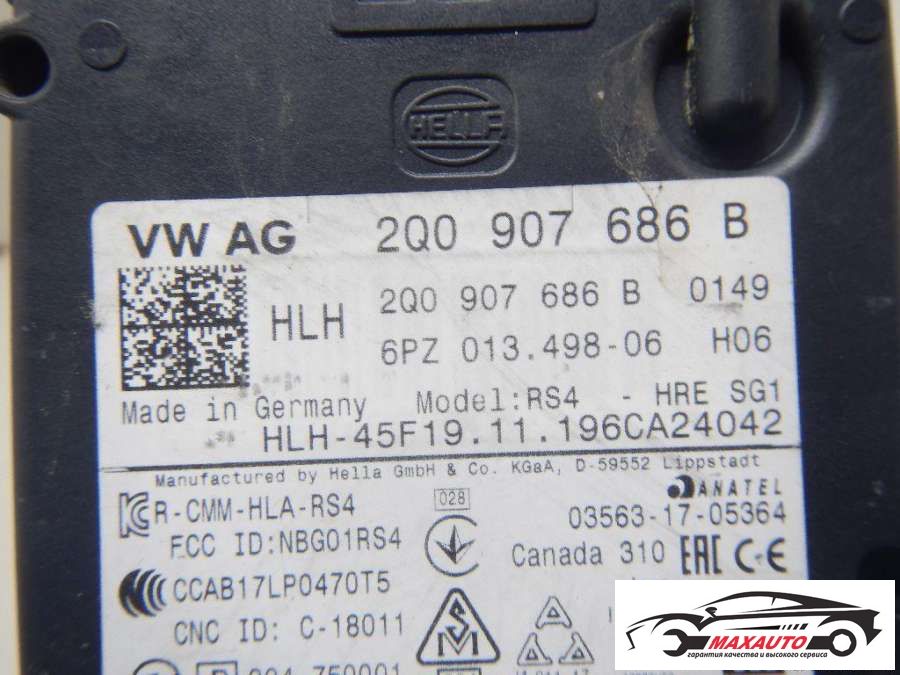 HELLA
VW AG 2Q0 907 686 B
HLH 2Q0 907 686 B 0149
6PZ 013.498-06 H06
Made in Germany Model:RS4 - HRE SG1
HLH-45F19.11.196CA24042
Manufactured by Hella GmbH & Co. KGaA, D-59552 Lippstadt
028
ANATEL
R-CMM-HLA-RS4
03563-17-05364
FCC ID:NBG01RS4
Canada 310 EAC CE
CCAB17LP0470T5
CNC ID: C-18011
MAXAUTO
гарантия качества и высокого сервиса